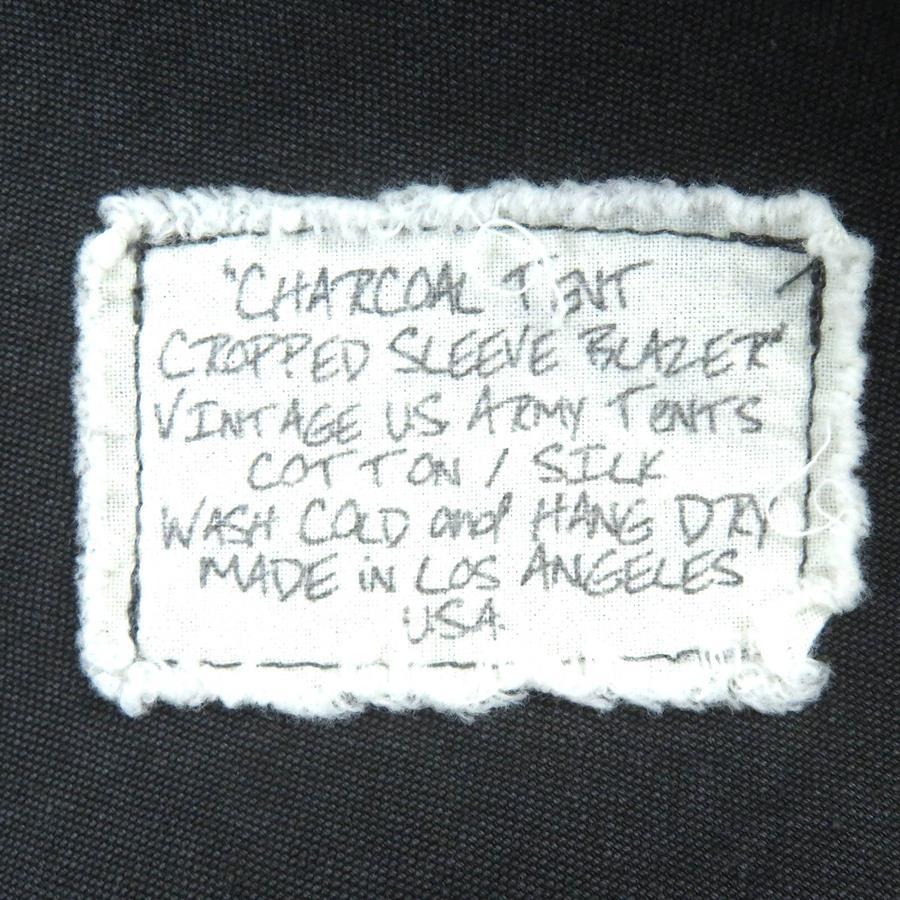 "CHARCOAL TENT
CROPPED SLEEVE BLAZER"
VINTAGE US ARMY TENTS
COTTON / SILK
WASH COLD and HANG DRY
MADE in LOS ANGELES
USA